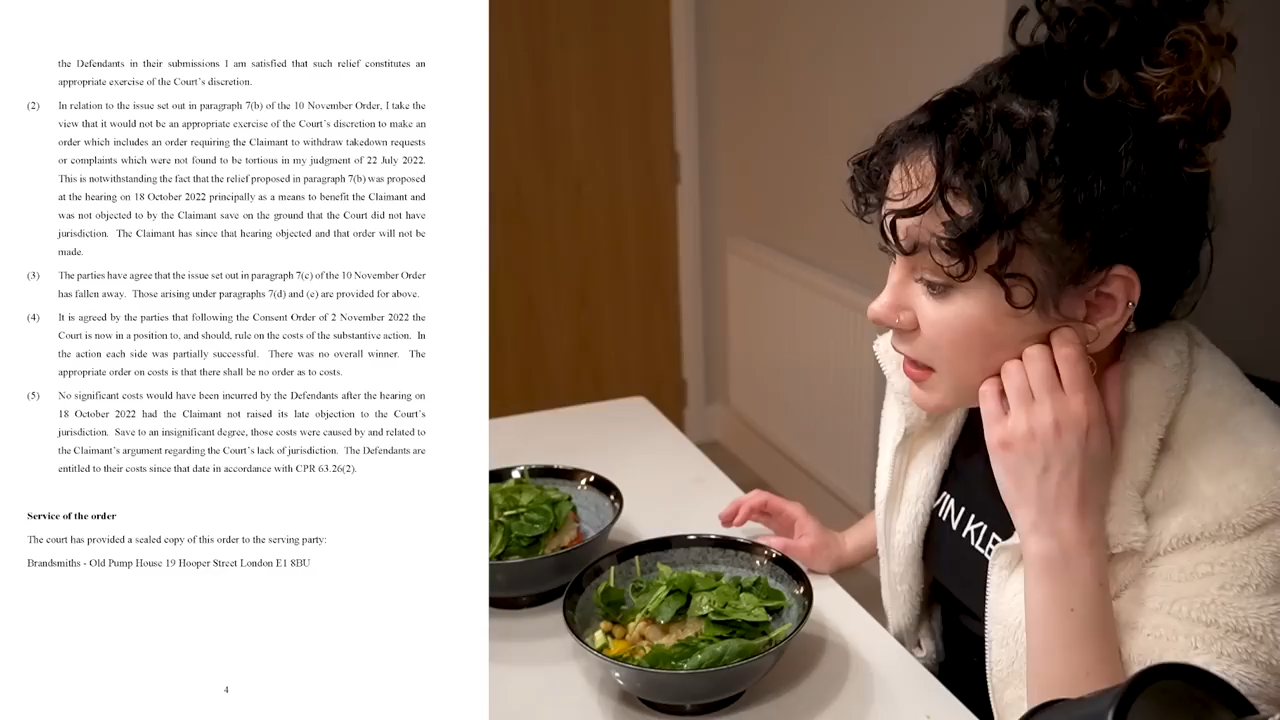 the Defendants in their submissions I am satisfied that such relief constitutes an
appropriate exercise of the Court's discretion.
(2) In relation to the issue set out in paragraph 7(b) of the 10 November Order, I take the
view that it would not be an appropriate exercise of the Court's discretion to make an
order which includes an order requiring the Claimant to withdraw takedown requests
or complaints which were not found to be tortious in my judgment of 22 July 2022.
This is notwithstanding the fact that the relief proposed in paragraph 7(b) was proposed
at the hearing on 18 October 2022 principally as a means to benefit the Claimant and
was not objected to by the Claimant save on the ground that the Court did not have
jurisdiction. The Claimant has since that hearing objected and that order will not be
made.
(3) The parties have agree that the issue set out in paragraph 7(c) of the 10 November Order
has fallen away. Those arising under paragraphs 7(d) and (e) are provided for above.
(4) It is agreed by the parties that following the Consent Order of 2 November 2022 the
Court is now in a position to, and should, rule on the costs of the substantive action. In
the action each side was partially successful. There was no overall winner. The
appropriate order on costs is that there shall be no order as to costs.
(5) No significant costs would have been incurred by the Defendants after the hearing on
18 October 2022 had the Claimant not raised its late objection to the Court's
jurisdiction. Save to an insignificant degree, those costs were caused by and related to
the Claimant's argument regarding the Court's lack of jurisdiction. The Defendants are
entitled to their costs since that date in accordance with CPR 63.26(2).
Service of the order
The court has provided a sealed copy of this order to the serving party:
Brandsmiths - Old Pump House 19 Hooper Street London E1 8BU
4
VIN KLE